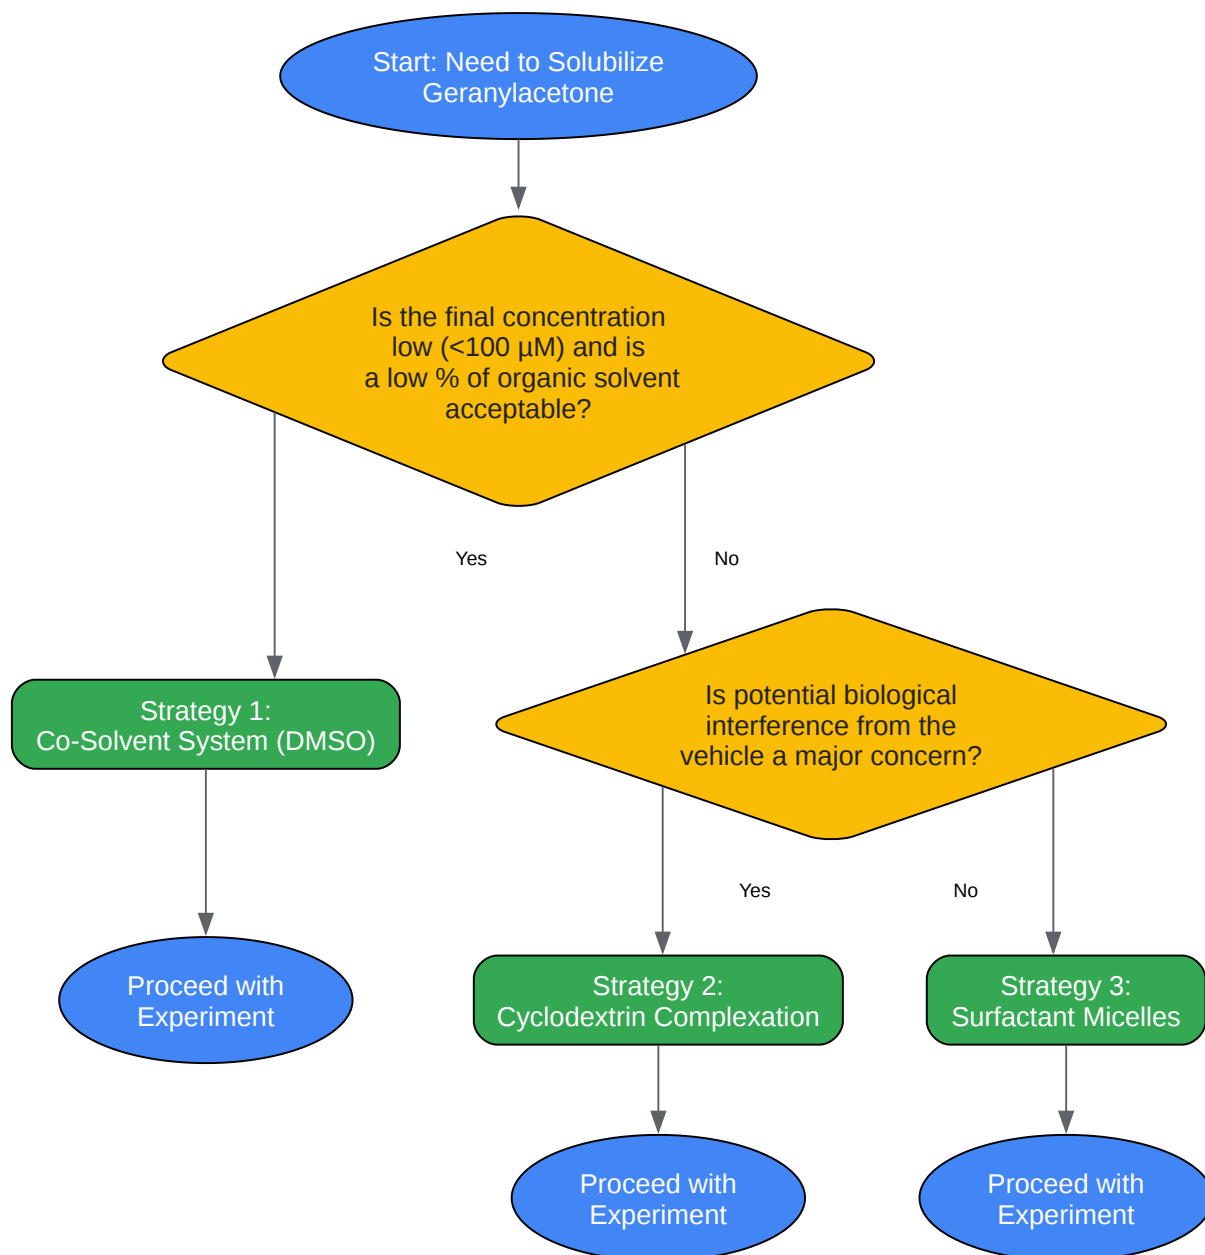 Start: Need to Solubilize
Geranylacetone
Is the final concentration
low (<100 µM) and is
a low % of organic solvent
acceptable?
Yes
No
Strategy 1:
Co-Solvent System (DMSO)
Is potential biological
interference from the
vehicle a major concern?
Yes
No
Proceed with
Experiment
Strategy 2:
Cyclodextrin Complexation
Strategy 3:
Surfactant Micelles
Proceed with
Experiment
Proceed with
Experiment